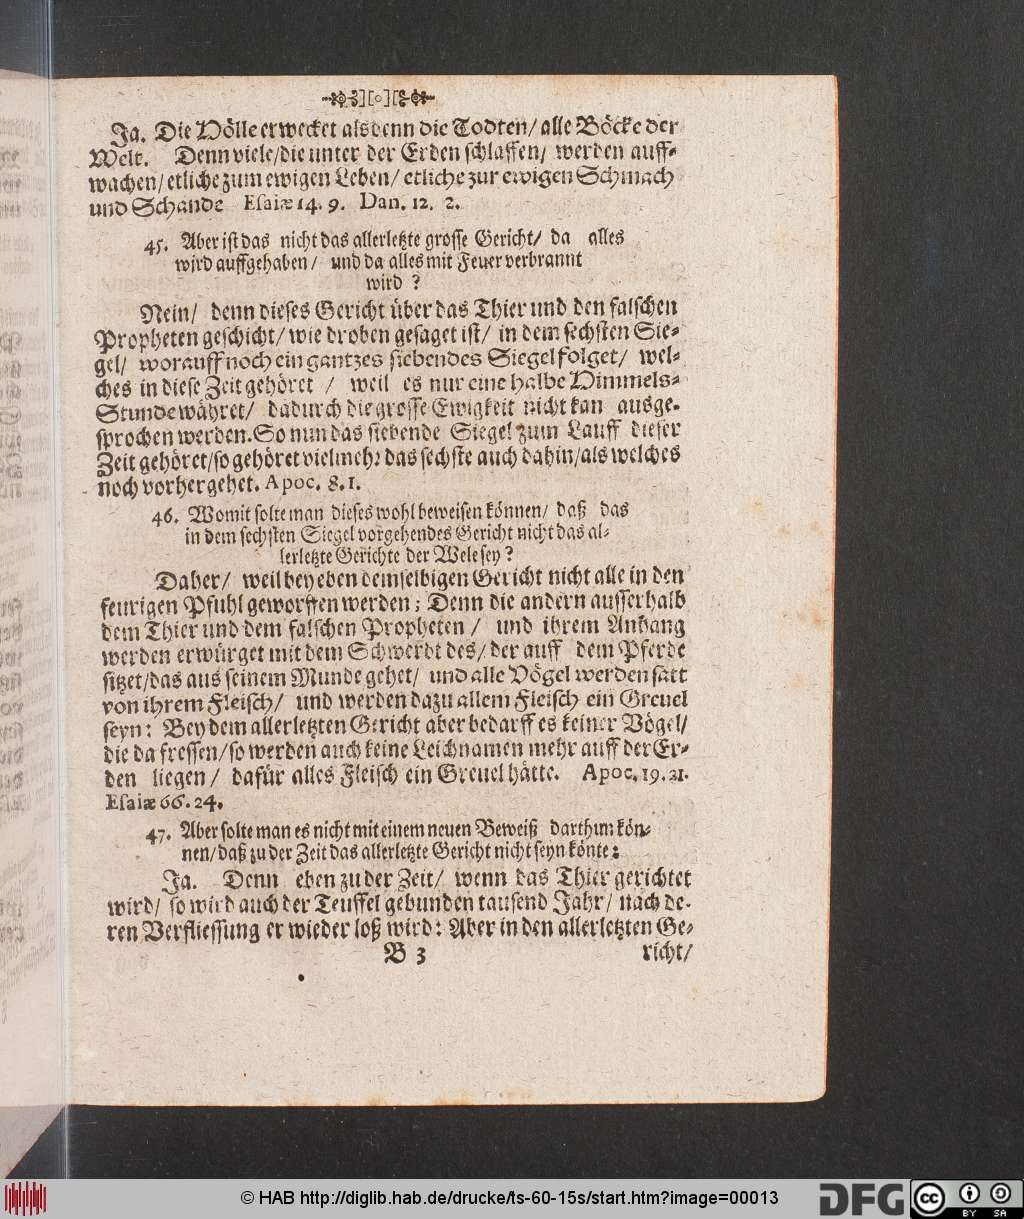 Ja. Die Hölle erwecket alsdenn die Todten/ alle Böcke der
Welt. Denn viele/die unter der Erden schlaffen/ werden auff-
wachen/ etliche zum ewigen Leben/ etliche zur ewigen Schmach
und Schande Esaiæ 14. 9. Dan. 12. 2.
45. Aber ist das nicht das allerletzte grosse Gericht/ da alles
wird auffgehaben/ und da alles mit Feuer verbrannt
wird ?
Nein/ denn dieses Gericht über das Thier und den falschen
Propheten geschicht/ wie droben gesaget ist/ in dem sechsten Sie-
gel/ worauff noch ein gantzes siebendes Siegel folget/ wel-
ches in diese Zeit gehöret / weil es nur eine halbe Himmels-
Stunde währet/ dadurch die grosse Ewigkeit nicht kan ausge-
sprochen werden. So nun das siebende Siegel zum Lauff dieser
Zeit gehöret/so gehöret vielmehr das sechste auch dahin/als welches
noch vorhergehet. Apoc. 8. 1.
46. Womit solte man dieses wohl beweisen können/ daß das
in dem sechsten Siegel vorgehendes Gericht nicht das al-
lerletzte Gerichte der Wele sey ?
Daher/ weil bey eben demselbigen Gericht nicht alle in den
feurigen Pfuhl geworffen werden ; Denn die andern ausserhalb
dem Thier und dem falschen Propheten / und ihrem Anhang
werden erwürget mit dem Schwerdt des/ der auff dem Pferde
sitzet/das aus seinem Munde gehet/ und alle Vögel werden satt
von ihrem Fleisch/ und werden dazu allem Fleisch ein Greuel
seyn: Bey dem allerletzten Gericht aber bedarff es keiner Vögel/
die da fressen/so werden auch keine Leichnamen mehr auff der Er-
den liegen/ dafür alles Fleisch ein Greuel hätte. Apoc. 19. 21.
Esaiæ 66. 24.
47. Aber solte man es nicht mit einem neuen Beweiß darthun kön-
nen/daß zu der Zeit das allerletzte Gericht nicht seyn könte:
Ja. Denn eben zu der Zeit/ wenn das Thier gerichtet
wird/ so wird auch der Teuffel gebunden tausend Jahr/ nach de-
ren Verfliessung er wieder loß wird: Aber in den allerletzten Ge-
B 3 richt/
© HAB http://diglib.hab.de/drucke/ts-60-15s/start.htm?image=00013
DFG cc BY SA